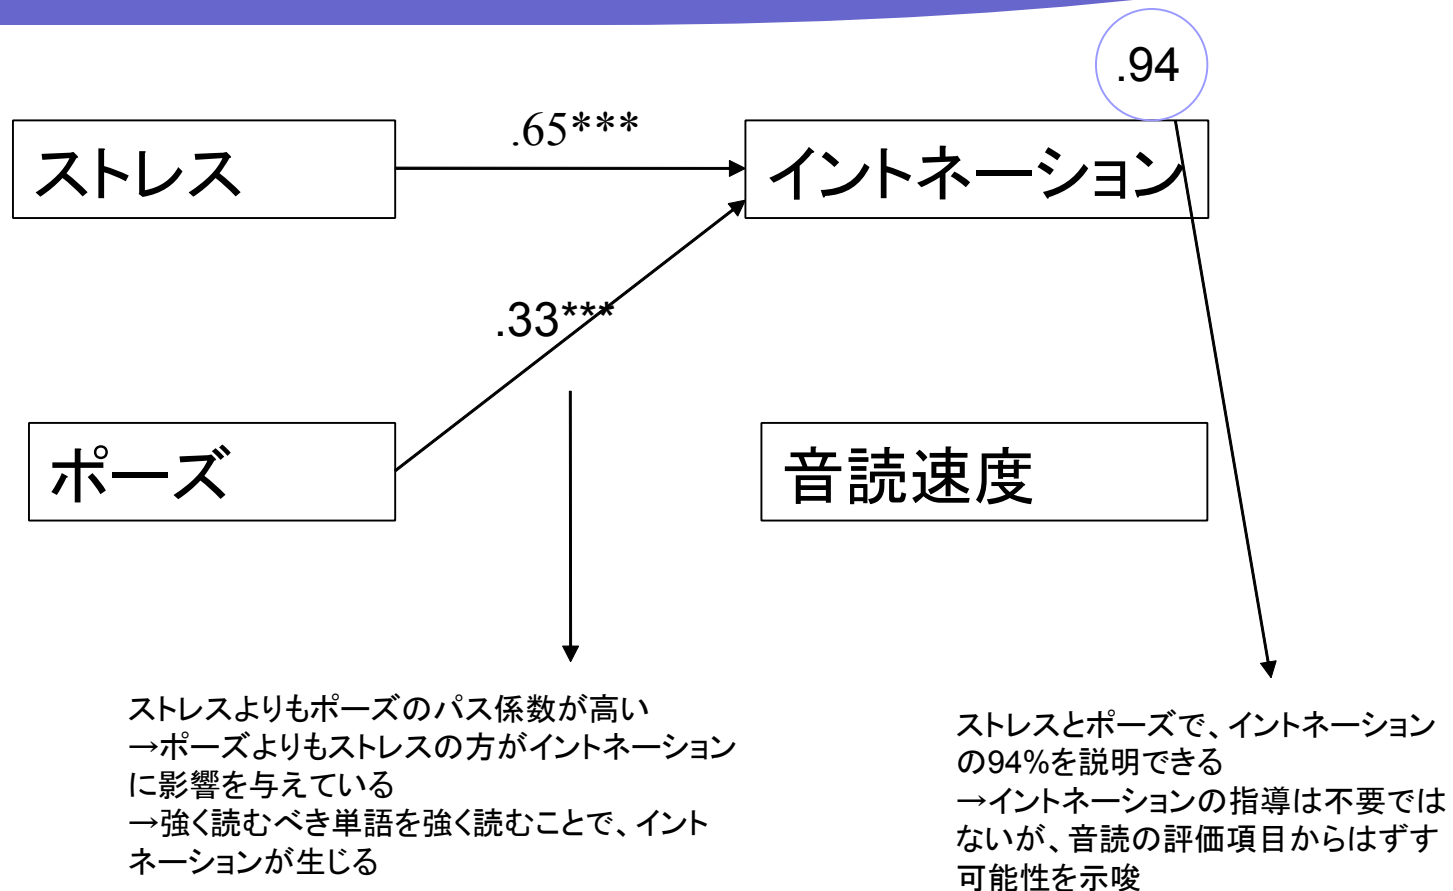 .94
.65***
ストレス
イントネーション
.33***
ポーズ
音読速度
ストレスよりもポーズのパス係数が高い
→ポーズよりもストレスの方がイントネーション
に影響を与えている
→強く読むべき単語を強く読むことで、イント
ネーションが生じる
ストレスとポーズで、イントネーション
の94%を説明できる
→イントネーションの指導は不要では
ないが、音読の評価項目からはずす
可能性を示唆